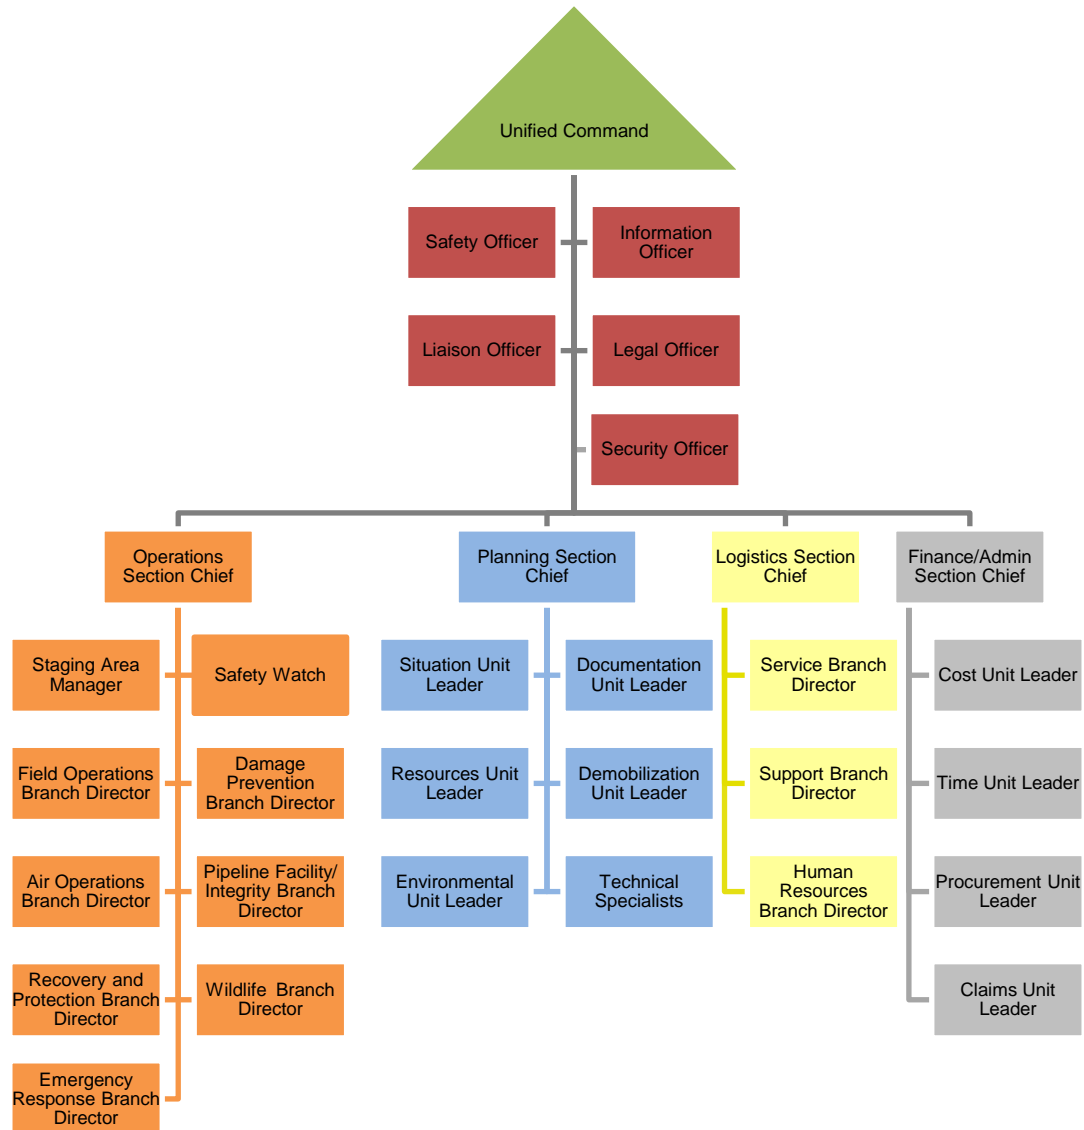 Unified Command
Safety Officer
Information
Officer
Liaison Officer
Legal Officer
Security Officer
Operations
Section Chief
Planning Section
Chief
Logistics Section
Chief
Finance/Admin
Section Chief
Staging Area
Manager
Safety Watch
Situation Unit
Leader
Documentation
Unit Leader
Service Branch
Director
Cost Unit Leader
Field Operations
Branch Director
Damage
Prevention
Branch Director
Resources Unit
Leader
Demobilization
Unit Leader
Support Branch
Director
Time Unit Leader
Air Operations
Branch Director
Pipeline Facility/
Integrity Branch
Director
Environmental
Unit Leader
Technical
Specialists
Human
Resources
Branch Director
Procurement Unit
Leader
Recovery and
Protection Branch
Director
Wildlife Branch
Director
Claims Unit
Leader
Emergency
Response Branch
Director